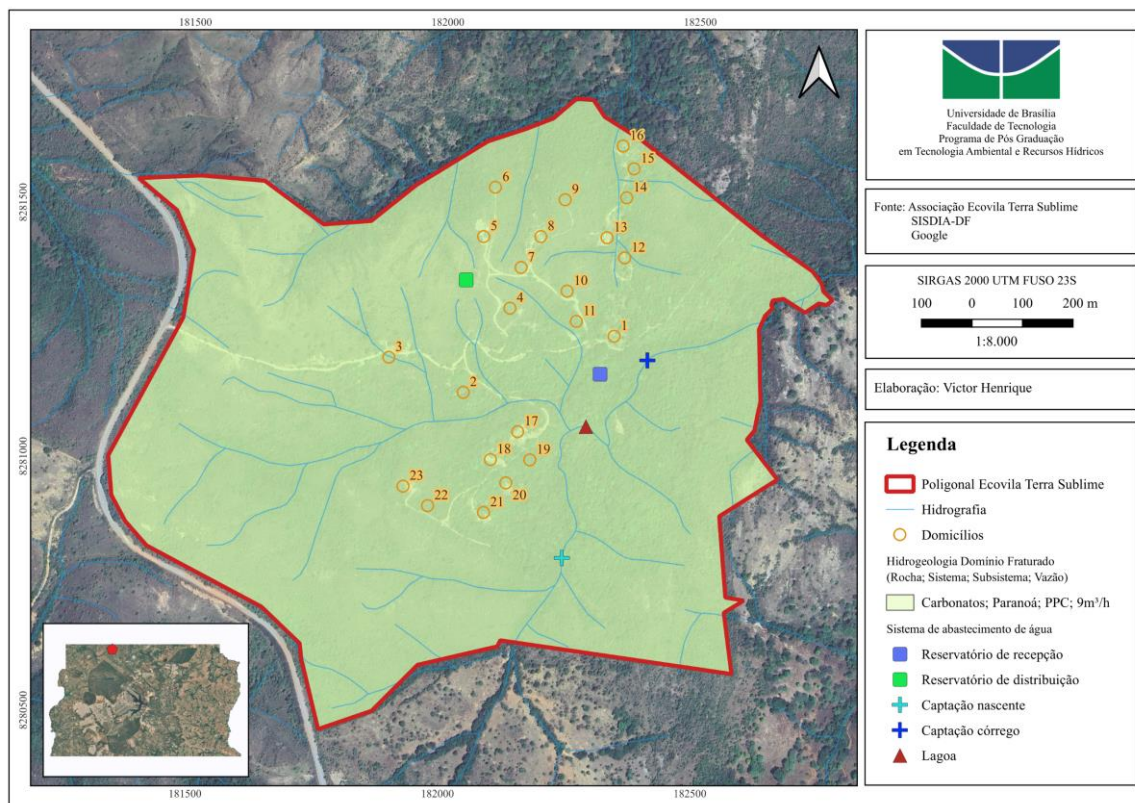 181500
182000
182500
8281500
8281000
8280500
16
15
14
6
9
5
8
13
7
12
10
4
11
1
3
2
17
18
19
23
22
20
21
181500
182000
182500
Universidade de Brasília
Faculdade de Tecnologia
Programa de Pós Graduação
em Tecnologia Ambiental e Recursos Hídricos
Fonte: Associação Ecovila Terra Sublime
SISDIA-DF
Google
SIRGAS 2000 UTM FUSO 23S
100 0 100 200 m
1:8.000
Elaboração: Victor Henrique
Legenda
Poligonal Ecovila Terra Sublime
Hidrografia
Domicílios
Hidrogeologia Domínio Fraturado
(Rocha; Sistema; Subsistema; Vazão)
Carbonatos; Paranoá; PPC; 9m³/h
Sistema de abastecimento de água
Reservatório de recepção
Reservatório de distribuição
Captação nascente
Captação córrego
Lagoa